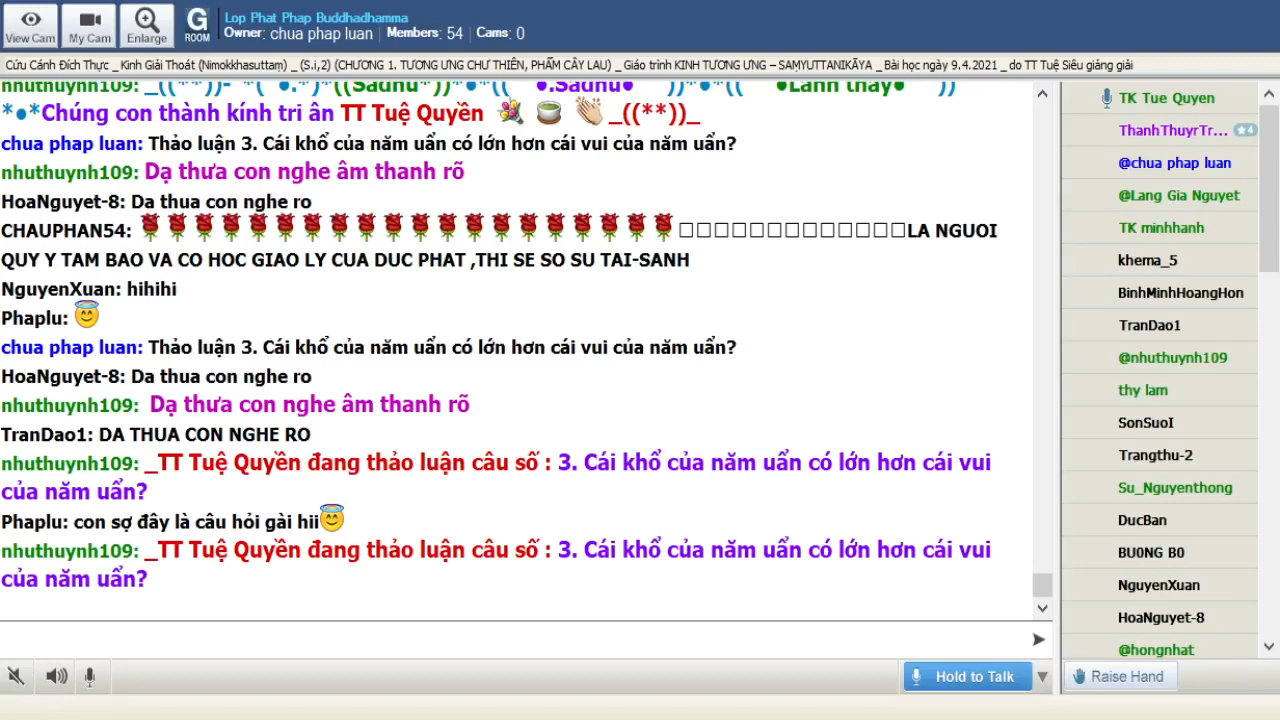 View Cam
My Cam
Enlarge
G
ROOM
Lop Phat Phap Buddhadhamma
Owner: chua phap luan | Members: 54 | Cams: 0
Cứu Cánh Đích Thực _ Kinh Giải Thoát (Nimokkhasuttaṃ) _ (S.i,2) (CHƯƠNG 1. TƯƠNG ƯNG CHƯ THIÊN, PHẨM CÂY LAU) _ Giáo trình KINH TƯƠNG ƯNG – SAṂYUTTANIKĀYA _ Bài học ngày 9.4.2021 _ do TT Tuệ Siêu giảng giải
nhuthuynh109: _((**))- *( ●.*)*((Sadhu*))*●*(( ●.Sadhu● ))*●*(( ●Lành thay● ))
*●*Chúng con thành kính tri ân TT Tuệ Quyền 💐 🍵 👏 _((**))_
chua phap luan: Thảo luận 3. Cái khổ của năm uẩn có lớn hơn cái vui của năm uẩn?
nhuthuynh109: Dạ thưa con nghe âm thanh rõ
HoaNguyet-8: Da thua con nghe ro
CHAUPHAN54: 🌹🌹🌹🌹🌹🌹🌹🌹🌹🌹🌹🌹🌹🌹🌹🌹🌹🌹🌹🌹□□□□□□□□□□□□□LA NGUOI
QUY Y TAM BAO VA CO HOC GIAO LY CUA DUC PHAT ,THI SE SO SU TAI-SANH
NguyenXuan: hihihi
Phaplu: 😇
chua phap luan: Thảo luận 3. Cái khổ của năm uẩn có lớn hơn cái vui của năm uẩn?
HoaNguyet-8: Da thua con nghe ro
nhuthuynh109: Dạ thưa con nghe âm thanh rõ
TranDao1: DA THUA CON NGHE RO
nhuthuynh109: _TT Tuệ Quyền đang thảo luận câu số : 3. Cái khổ của năm uẩn có lớn hơn cái vui
của năm uẩn?
Phaplu: con sợ đây là câu hỏi gài hii😇
nhuthuynh109: _TT Tuệ Quyền đang thảo luận câu số : 3. Cái khổ của năm uẩn có lớn hơn cái vui
của năm uẩn?
Hold to Talk
TK Tue Quyen
ThanhThuyrTr... ★4
@chua phap luan
@Lang Gia Nguyet
TK minhhanh
khema_5
BinhMinhHoangHon
TranDao1
@nhuthuynh109
thy lam
SonSuoI
Trangthu-2
Su_Nguyenthong
DucBan
BU0NG B0
NguyenXuan
HoaNguyet-8
@hongnhat
Raise Hand